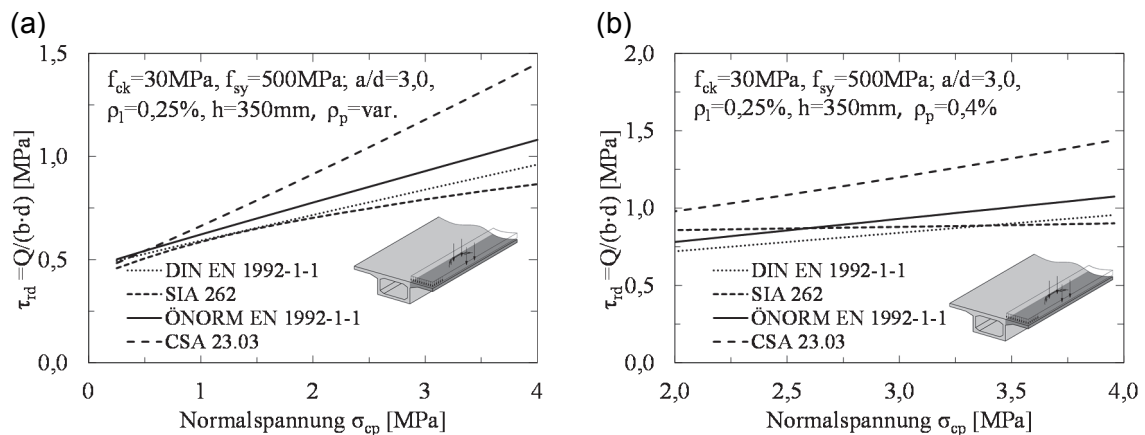 (a)
1,5
f_ck=30MPa, f_sy=500MPa; a/d=3,0,
ρ_l=0,25%, h=350mm, ρ_p=var.
1,0
0,5
0,0
τ_rd=Q/(b·d) [MPa]
DIN EN 1992-1-1
SIA 262
ÖNORM EN 1992-1-1
CSA 23.03
0 1 2 3 4
Normalspannung σ_cp [MPa]
(b)
2,0
f_ck=30MPa, f_sy=500MPa; a/d=3,0,
ρ_l=0,25%, h=350mm, ρ_p=0,4%
1,5
1,0
0,5
0,0
τ_rd=Q/(b·d) [MPa]
DIN EN 1992-1-1
SIA 262
ÖNORM EN 1992-1-1
CSA 23.03
2,0 2,5 3,0 3,5 4,0
Normalspannung σ_cp [MPa]